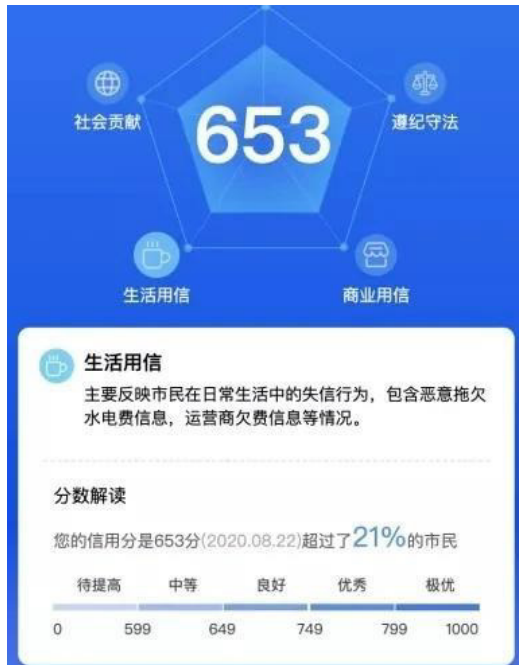 社会贡献
653
遵纪守法
生活用信
商业用信
生活用信
主要反映市民在日常生活中的失信行为，包含恶意拖欠
水电费信息，运营商欠费信息等情况。
分数解读
您的信用分是653分(2020.08.22)超过了21%的市民
待提高 中等 良好 优秀 极优
0 599 649 749 799 1000